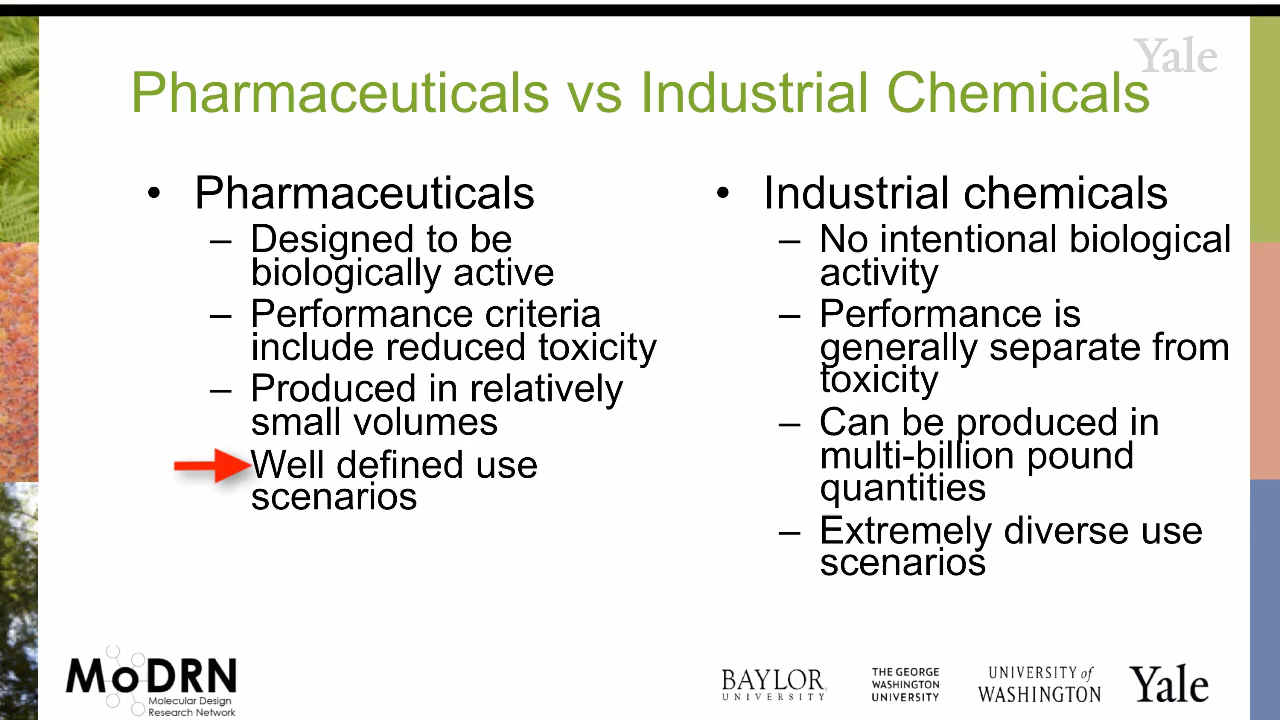 Yale
Pharmaceuticals vs Industrial Chemicals
• Pharmaceuticals
– Designed to be
biologically active
– Performance criteria
include reduced toxicity
– Produced in relatively
small volumes
Well defined use
scenarios
• Industrial chemicals
– No intentional biological
activity
– Performance is
generally separate from
toxicity
– Can be produced in
multi-billion pound
quantities
– Extremely diverse use
scenarios
MoDRN
Molecular Design
Research Network
BAYLOR
UNIVERSITY
THE GEORGE
WASHINGTON
UNIVERSITY
UNIVERSITY of
WASHINGTON
Yale